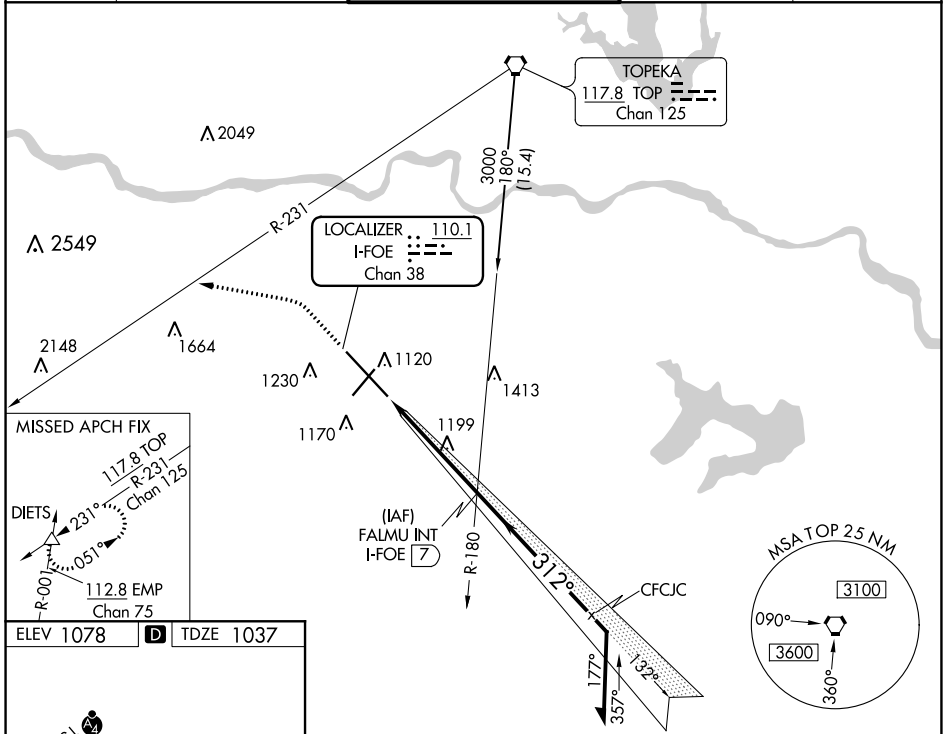 TOPEKA
117.8 TOP
Chan 125
2049
3000
180°
(15.4)
R-231
2549
LOCALIZER 110.1
I-FOE
Chan 38
2148
1664
1230
1120
1413
1170
1199
MISSED APCH FIX
117.8 TOP
R-231
Chan 125
DIETS
231°
051°
R-001
112.8 EMP
Chan 75
(IAF)
FALMU INT
I-FOE 7
R-180
312°
CFCJC
177°
357°
132°
MSA TOP 25 NM
3100
090°
3600
360°
ELEV 1078 D TDZE 1037
A4